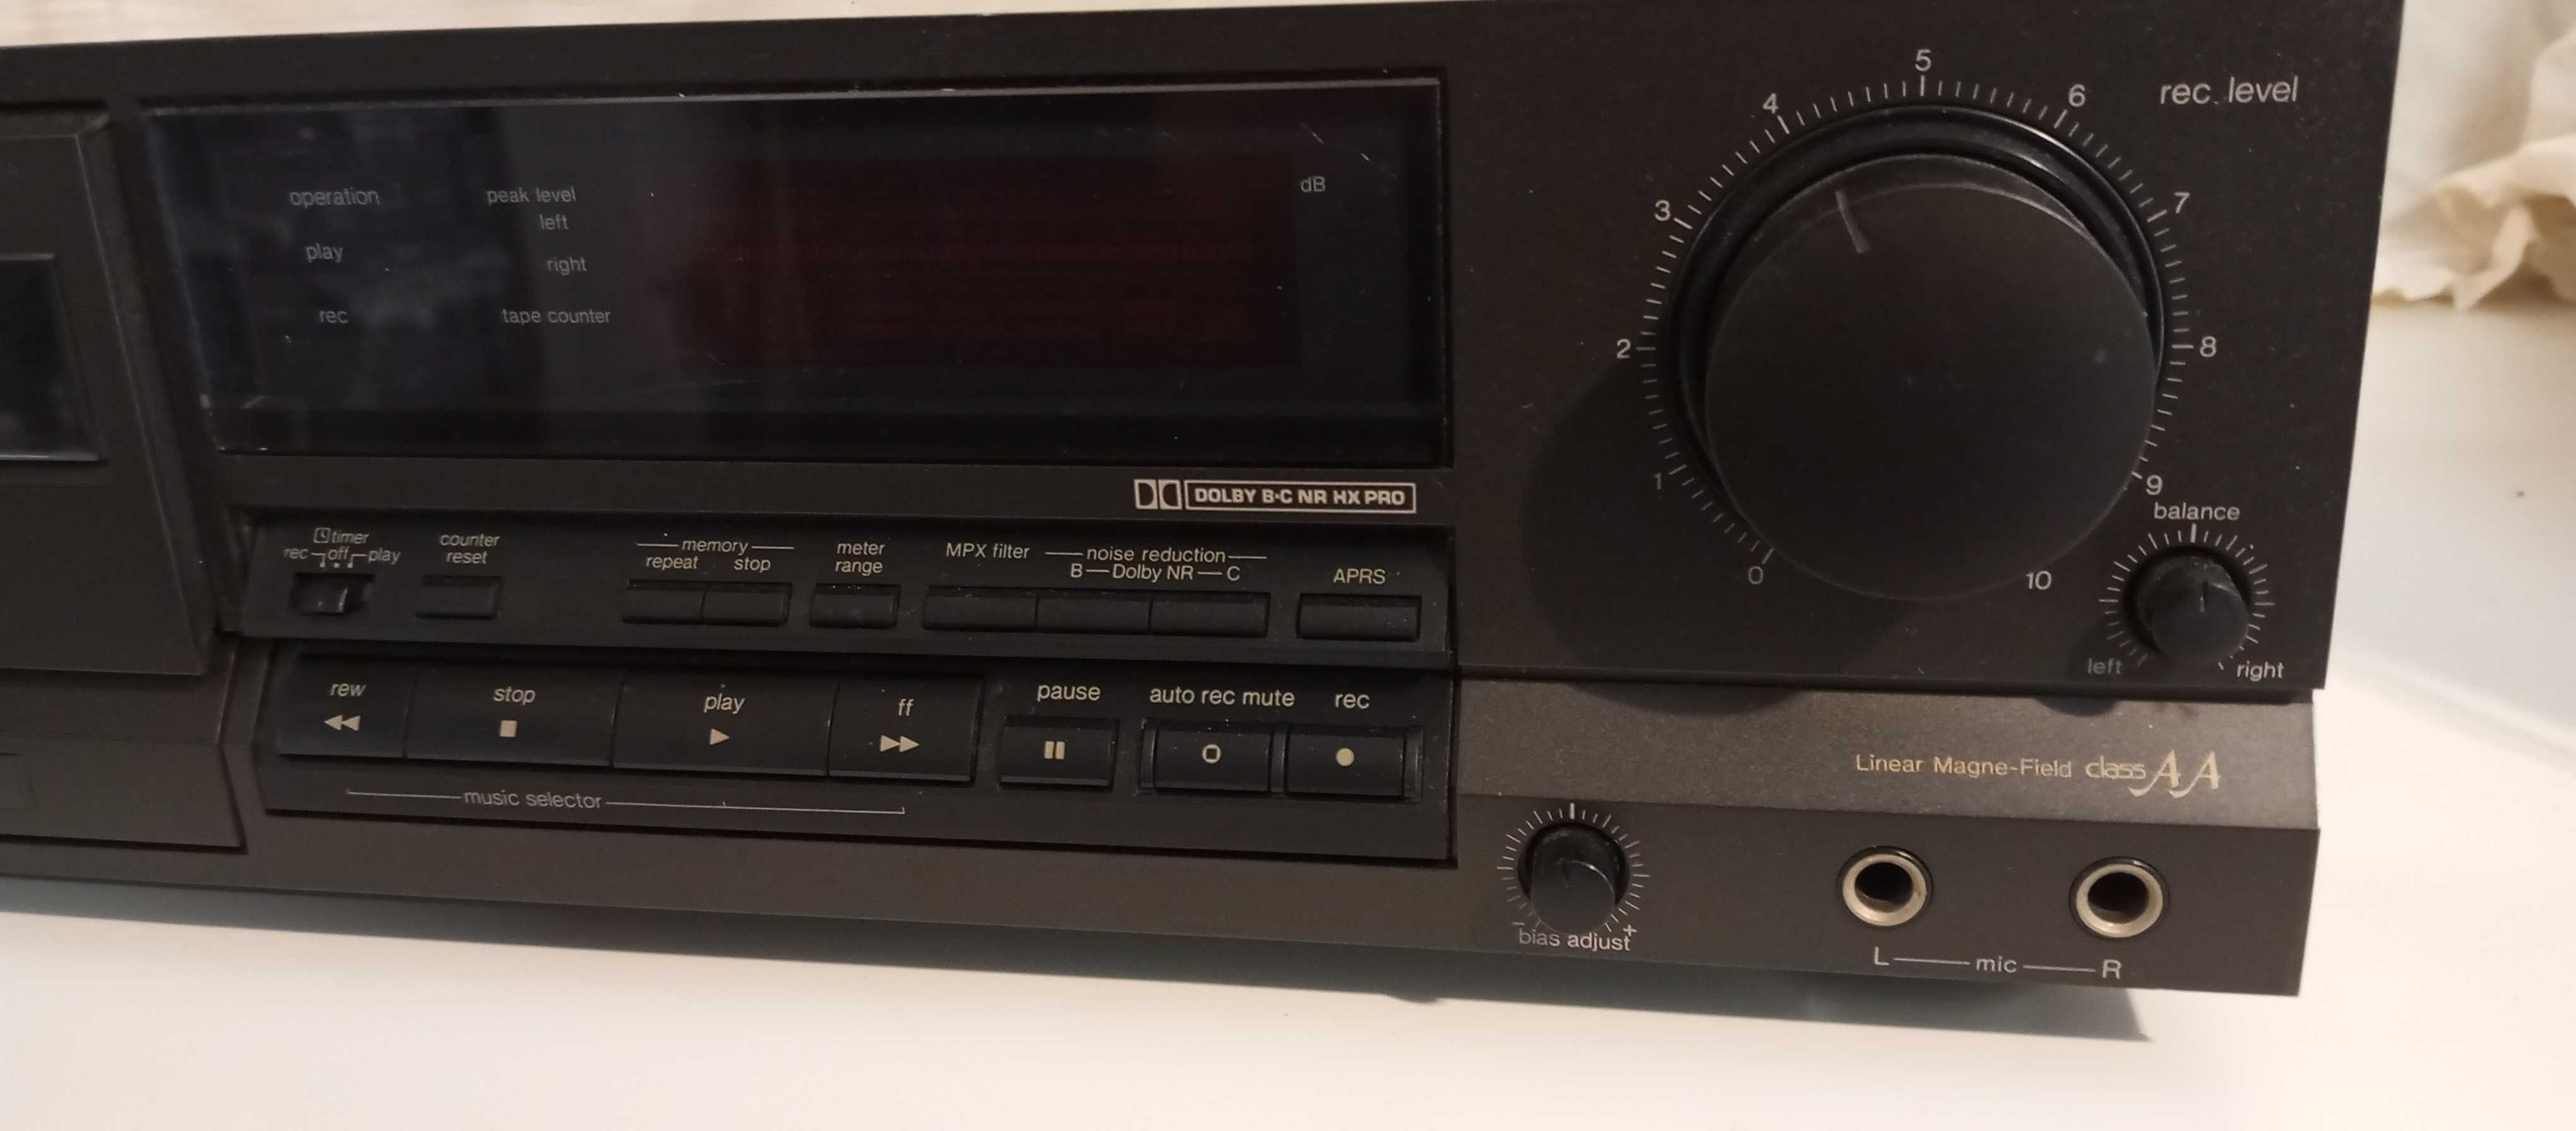 operation
peak level
left
play
right
rec
tape counter
dB
DOLBY B·C NR HX PRO
timer
rec off play
counter
reset
memory
repeat stop
meter
range
MPX filter
noise reduction
B Dolby NR C
APRS
rew
stop
play
ff
pause
auto rec mute
rec
music selector
rec. level
0
1
2
3
4
5
6
7
8
9
10
balance
left
right
Linear Magne-Field class AA
- +
bias adjust
L mic R